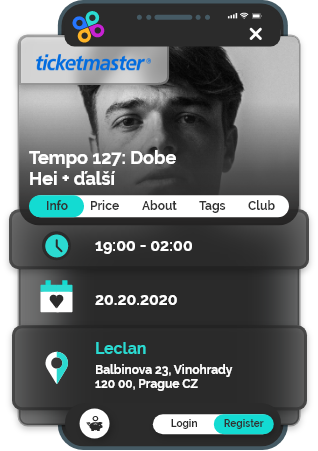 ticketmaster®
Tempo 127: Dobe
Hei + ďalší
Info Price About Tags Club
19:00 - 02:00
20.20.2020
Leclan
Balbinova 23, Vinohrady
120 00, Prague CZ
Login Register